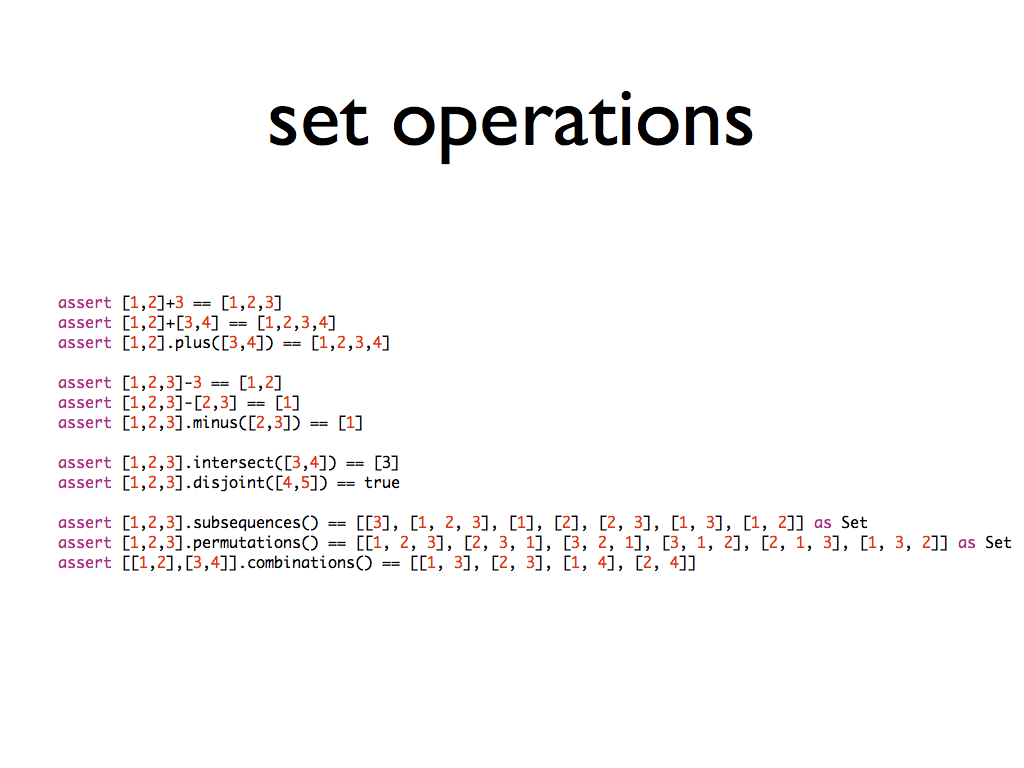 set operations
assert [1,2]+3 == [1,2,3]
assert [1,2]+[3,4] == [1,2,3,4]
assert [1,2].plus([3,4]) == [1,2,3,4]
assert [1,2,3]-3 == [1,2]
assert [1,2,3]-[2,3] == [1]
assert [1,2,3].minus([2,3]) == [1]
assert [1,2,3].intersect([3,4]) == [3]
assert [1,2,3].disjoint([4,5]) == true
assert [1,2,3].subsequences() == [[3], [1, 2, 3], [1], [2], [2, 3], [1, 3], [1, 2]] as Set
assert [1,2,3].permutations() == [[1, 2, 3], [2, 3, 1], [3, 2, 1], [3, 1, 2], [2, 1, 3], [1, 3, 2]] as Set
assert [[1,2],[3,4]].combinations() == [[1, 3], [2, 3], [1, 4], [2, 4]]